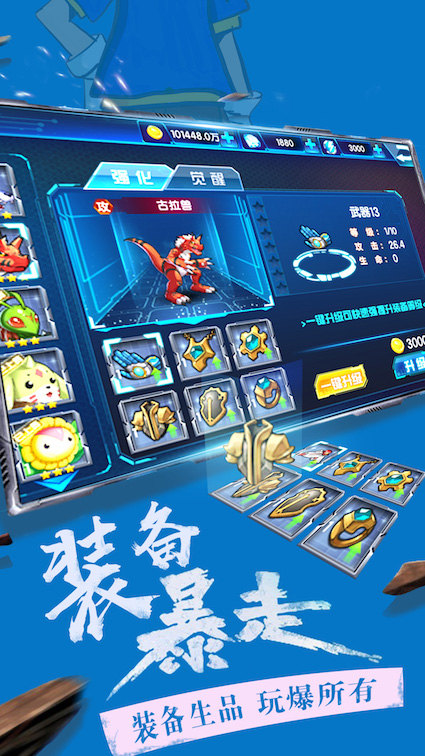 101448.0万
1880
3000
强化
觉醒
攻
古拉兽
武器13
等级：1/10
攻击：26.4
生命：0
>一键升级可快速强提升装备等级<
3000
一键升级
升级
装备
暴走
装备生品 玩爆所有